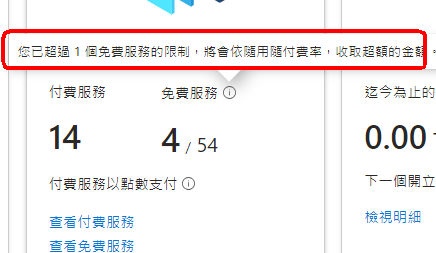 您已超過 1 個免費服務的限制，將會依隨用隨付費率，收取超額的金額。
付費服務
免費服務
迄今為止的
14
4 / 54
0.00
付費服務以點數支付
下一個開立
查看付費服務
檢視明細
查看免費服務